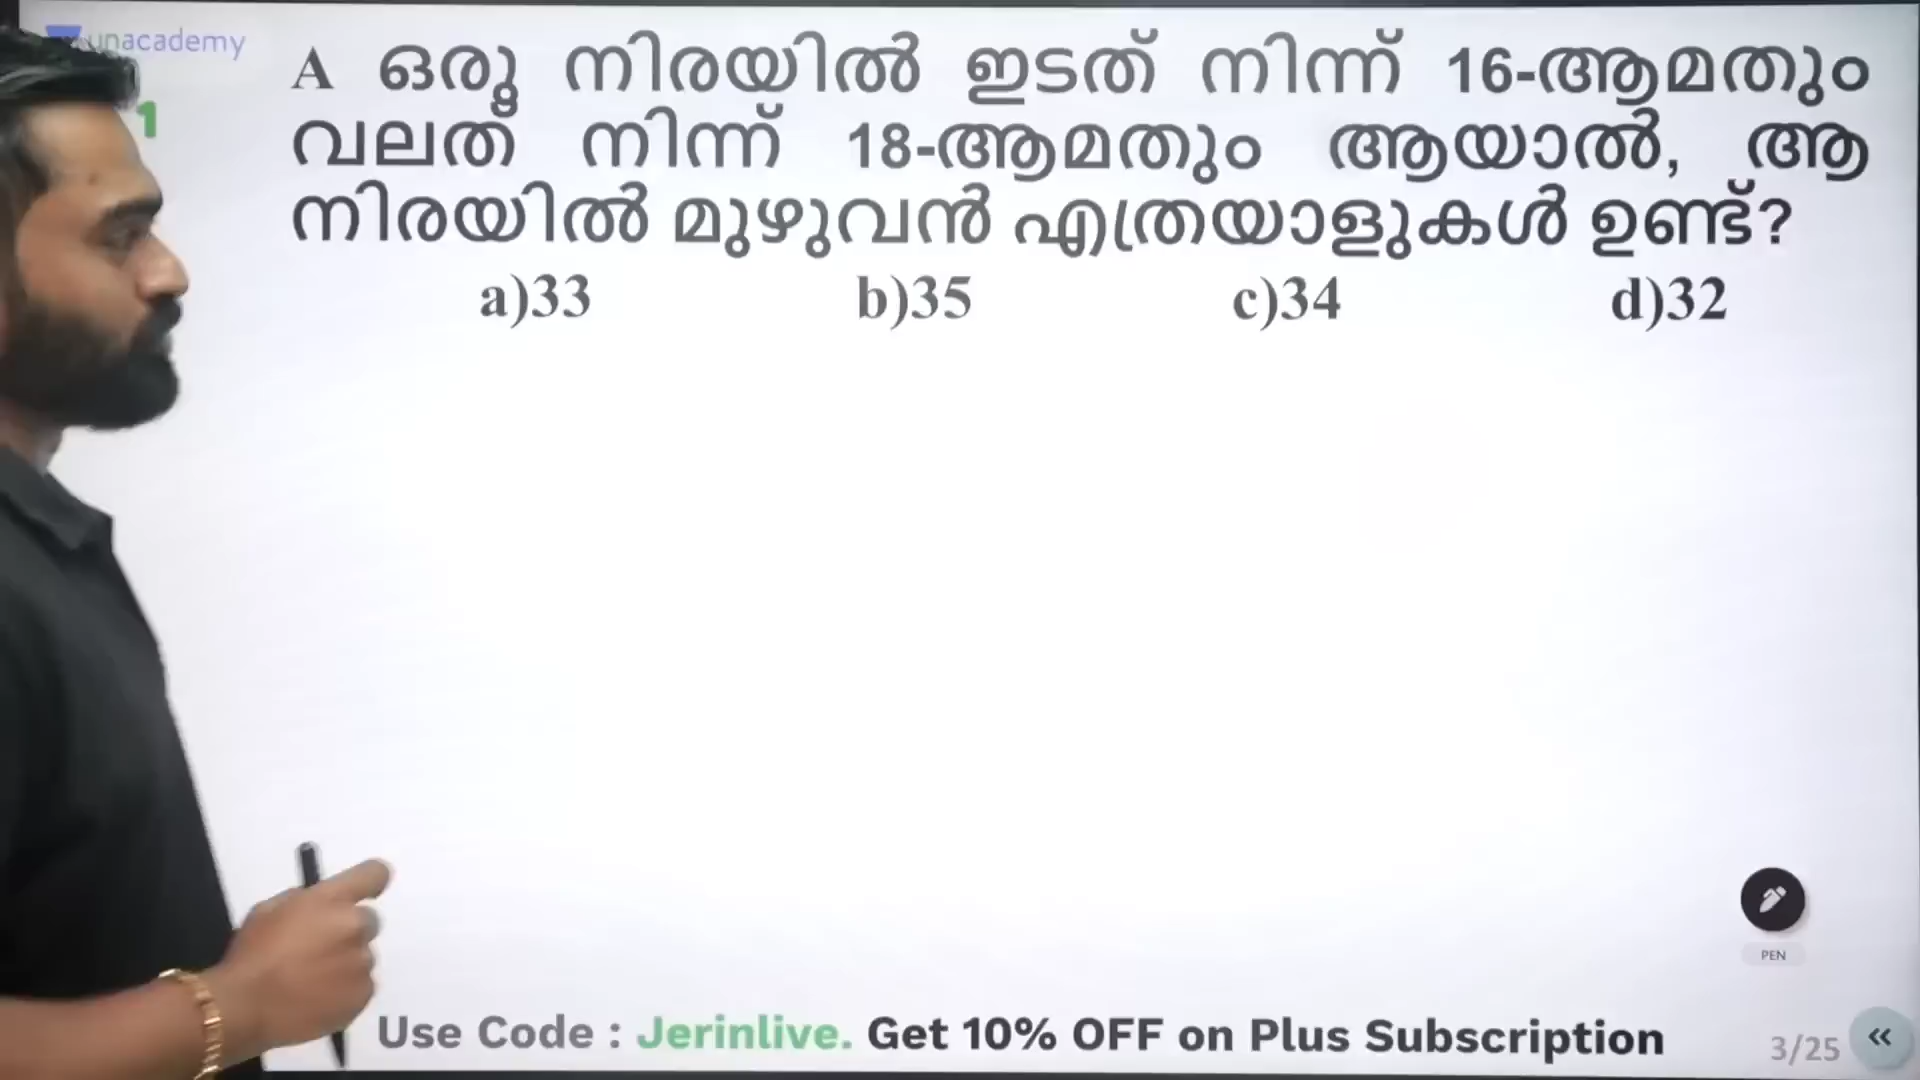 unacademy
1
A ഒരൂ നിരയിൽ ഇടത് നിന്ന് 16-ആമതും
വലത് നിന്ന് 18-ആമതും ആയാൽ, ആ
നിരയിൽ മുഴുവൻ എത്രയാളുകൾ ഉണ്ട്?
a)33 b)35 c)34 d)32
PEN
Use Code : Jerinlive. Get 10% OFF on Plus Subscription
3/25